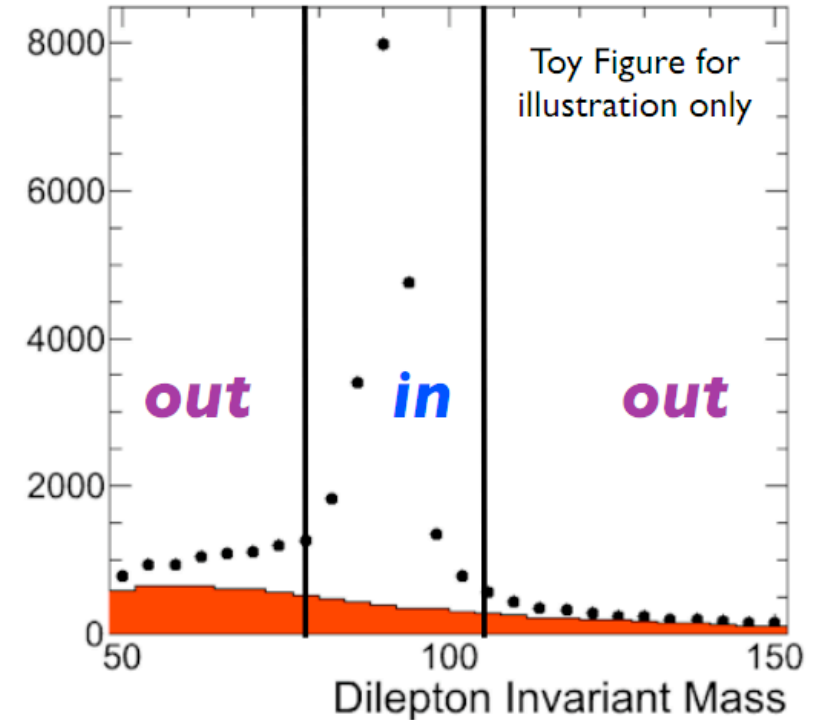 8000
Toy Figure for
illustration only
6000
4000
out in out
2000
0
50 100 150
Dilepton Invariant Mass